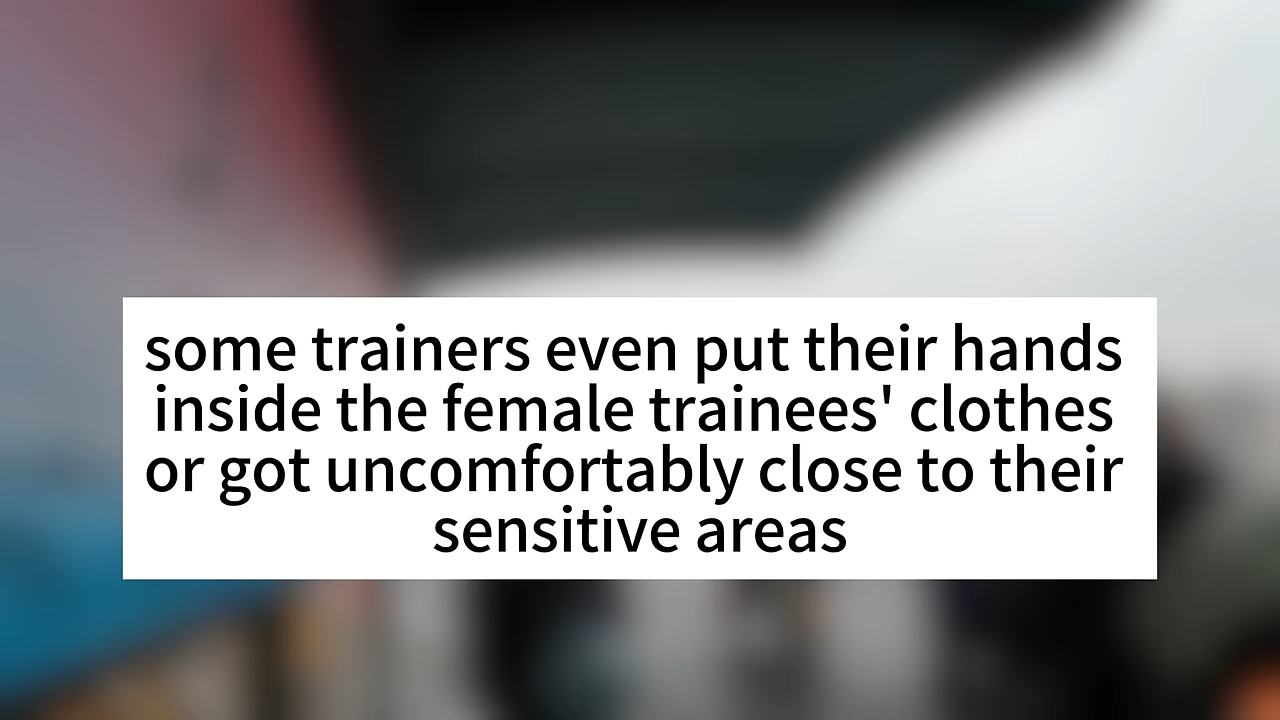 some trainers even put their hands
inside the female trainees' clothes
or got uncomfortably close to their
sensitive areas